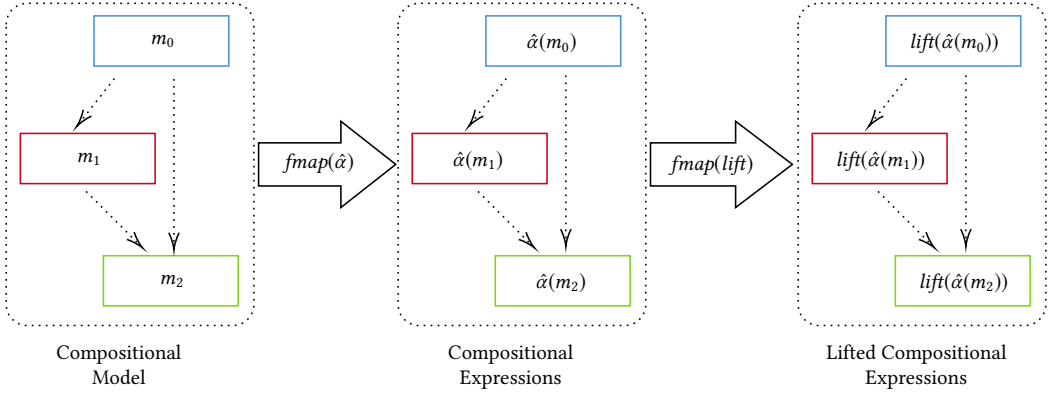 m₀
m₁
m₂
Compositional
Model
fmap(α̂)
α̂(m₀)
α̂(m₁)
α̂(m₂)
Compositional
Expressions
fmap(lift)
lift(α̂(m₀))
lift(α̂(m₁))
lift(α̂(m₂))
Lifted Compositional
Expressions